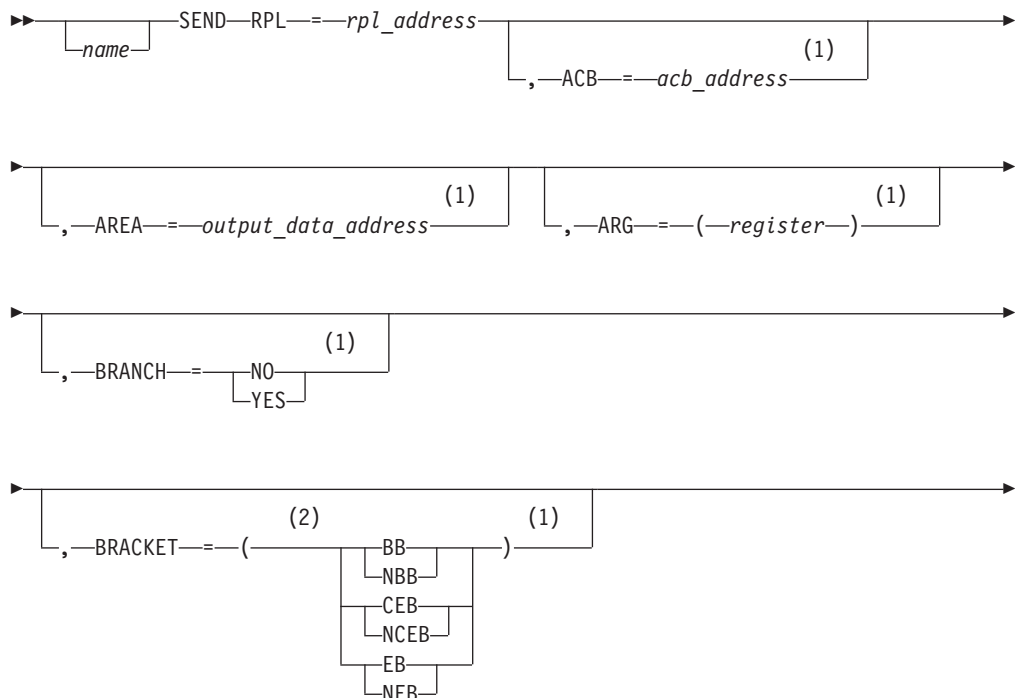 SEND RPL = rpl_address
name
(1)
, ACB = acb_address
(1) (1)
, AREA = output_data_address , ARG = ( register )
(1)
, BRANCH = NO
YES
(2) (1)
, BRACKET = ( BB )
NBB
CEB
NCEB
EB
NEB